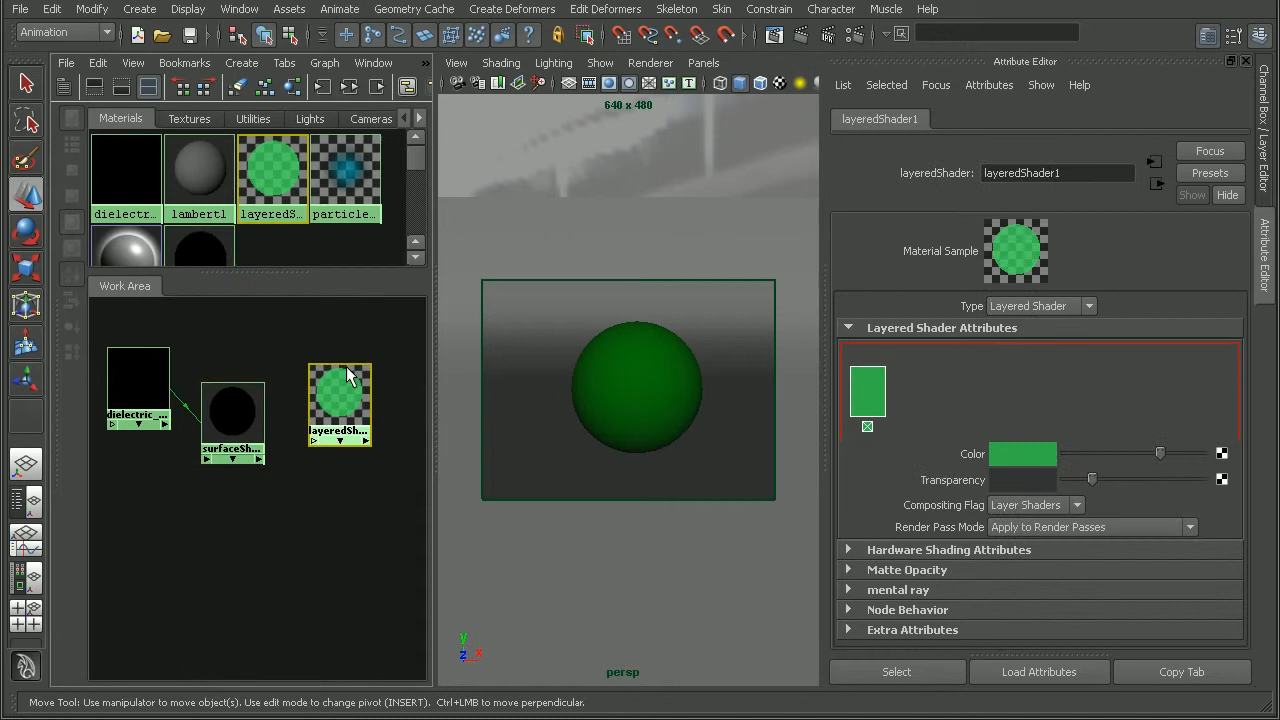 File Edit Modify Create Display Window Assets Animate Geometry Cache Create Deformers Edit Deformers Skeleton Skin Constrain Character Muscle Help
Animation
File Edit View Bookmarks Create Tabs Graph Window
View Shading Lighting Show Renderer Panels
Attribute Editor
List Selected Focus Attributes Show Help
Materials Textures Utilities Lights Cameras
640 x 480
layeredShader1
dielectr... lambert1 layeredS... particle...
layeredShader: layeredShader1
Focus
Presets
Show Hide
Material Sample
Work Area
Type Layered Shader
Layered Shader Attributes
dielectric_...
surfaceSh...
layeredSh...
Color
Transparency
Compositing Flag Layer Shaders
Render Pass Mode Apply to Render Passes
Hardware Shading Attributes
Matte Opacity
mental ray
Node Behavior
Extra Attributes
y
z x
persp
Select Load Attributes Copy Tab
Move Tool: Use manipulator to move object(s). Use edit mode to change pivot (INSERT). Ctrl+LMB to move perpendicular.
Channel Box / Layer Editor
Attribute Editor